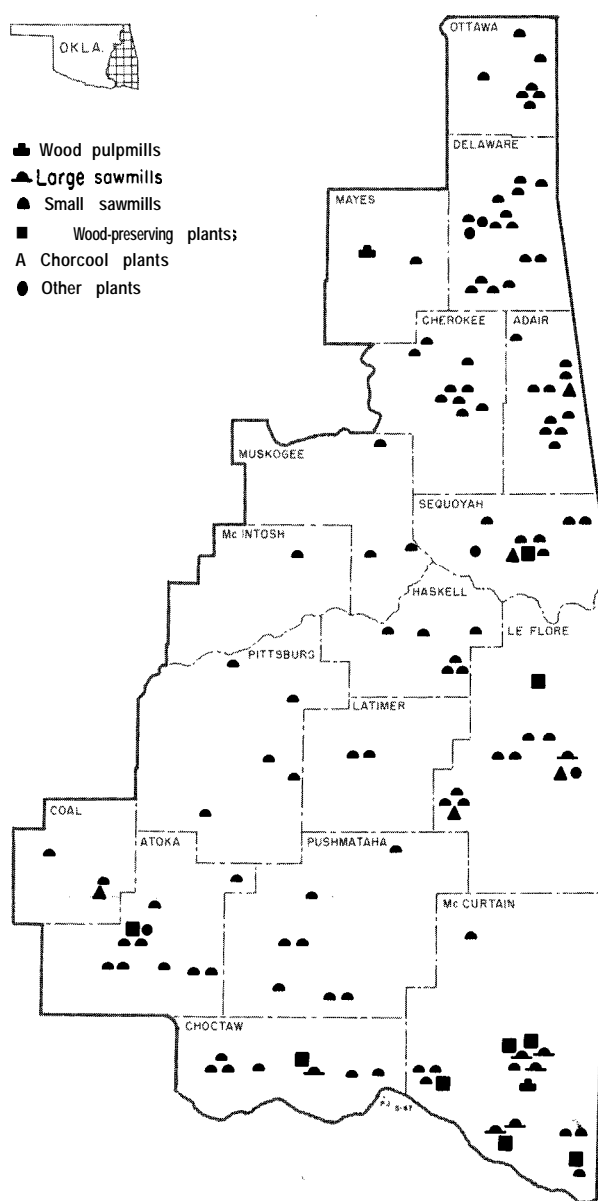 OKLA.
Wood pulpmills
Large sawmills
Small sawmills
Wood-preserving plants;
A Chorcool plants
Other plants
OTTAWA
DELAWARE
MAYES
CHEROKEE
ADAIR
MUSKOGEE
SEQUOYAH
McINTOSH
HASKELL
LE FLORE
PITTSBURG
LATIMER
COAL
ATOKA
PUSHMATAHA
McCURTAIN
CHOCTAW